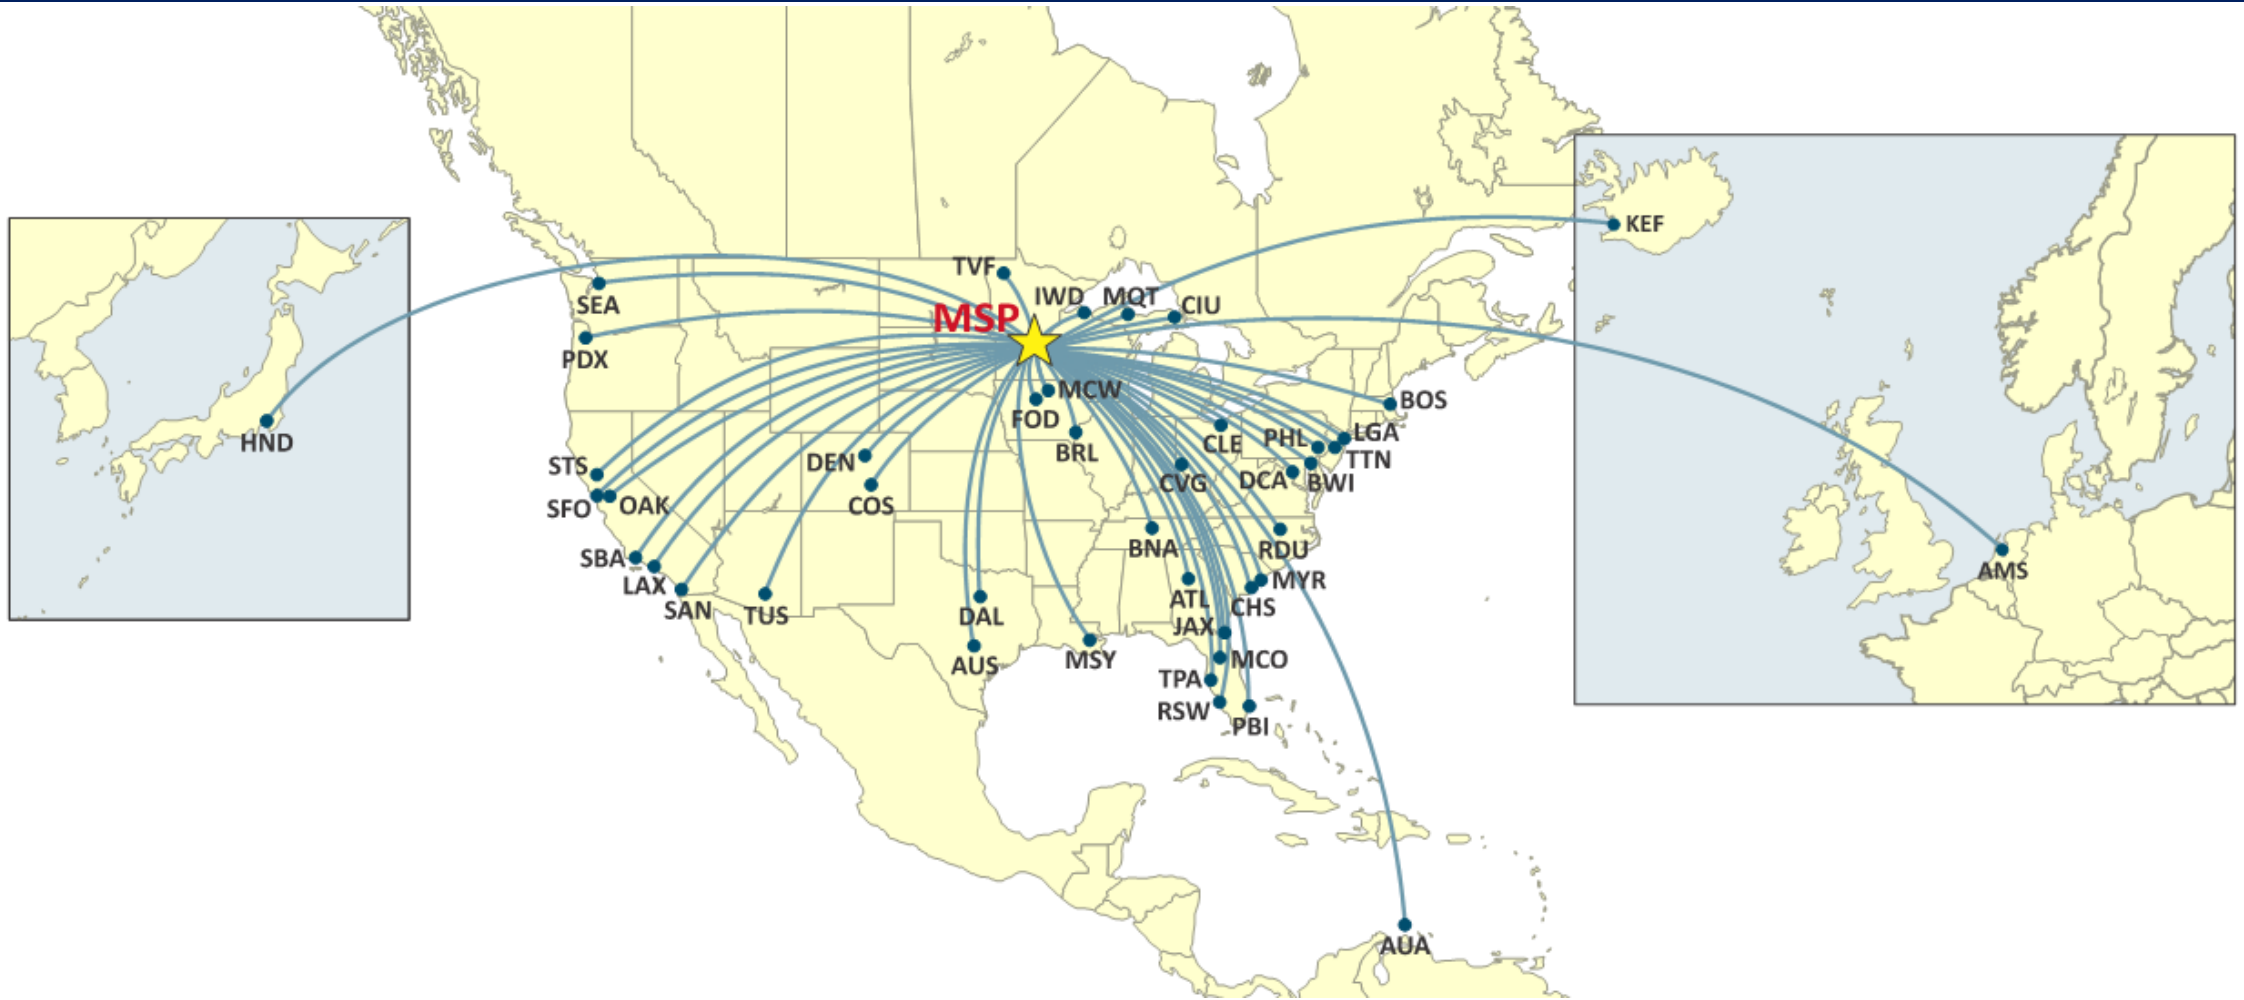 KEF
TVF
IWD
MQT
CIU
SEA
MSP
PDX
MCW
BOS
FOD
HND
CLE
PHL
LGA
BRL
TTN
STS
DEN
CVG
DCA
BWI
SFO
OAK
COS
BNA
RDU
SBA
LAX
AMS
MYR
SAN
TUS
DAL
ATL
CHS
JAX
AUS
MSY
MCO
TPA
RSW
PBI
AUA